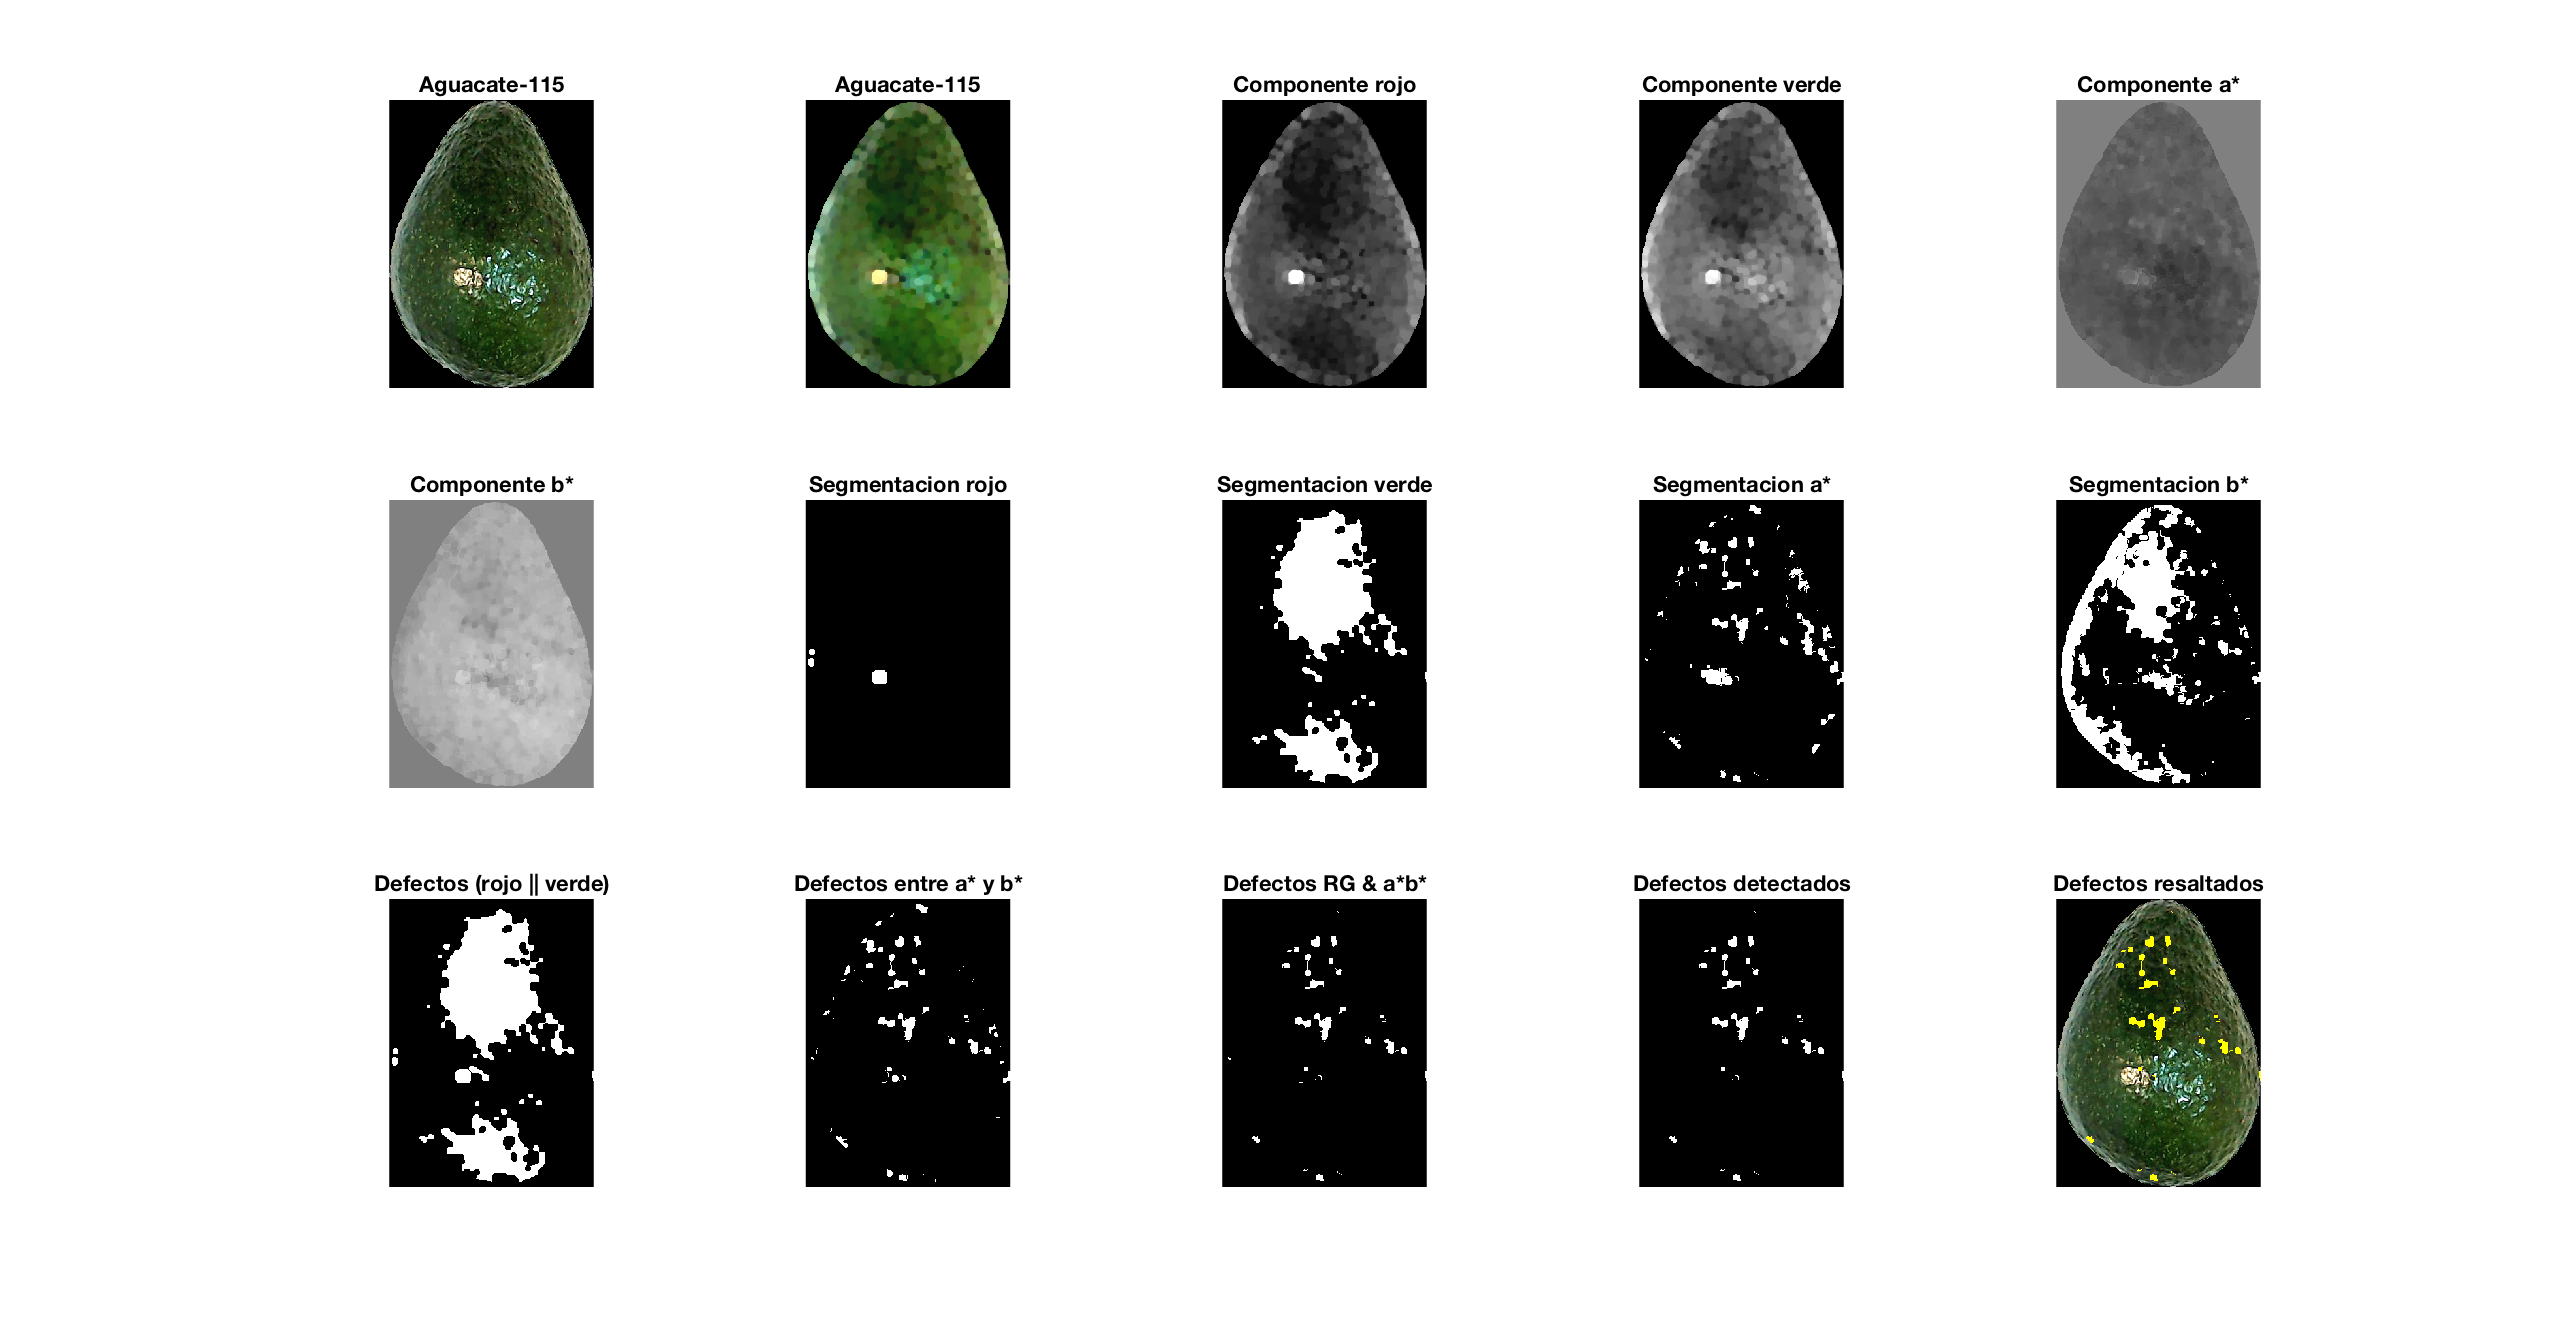 Aguacate-115
Aguacate-115
Componente rojo
Componente verde
Componente a*
Componente b*
Segmentacion rojo
Segmentacion verde
Segmentacion a*
Segmentacion b*
Defectos (rojo || verde)
Defectos entre a* y b*
Defectos RG & a*b*
Defectos detectados
Defectos resaltados